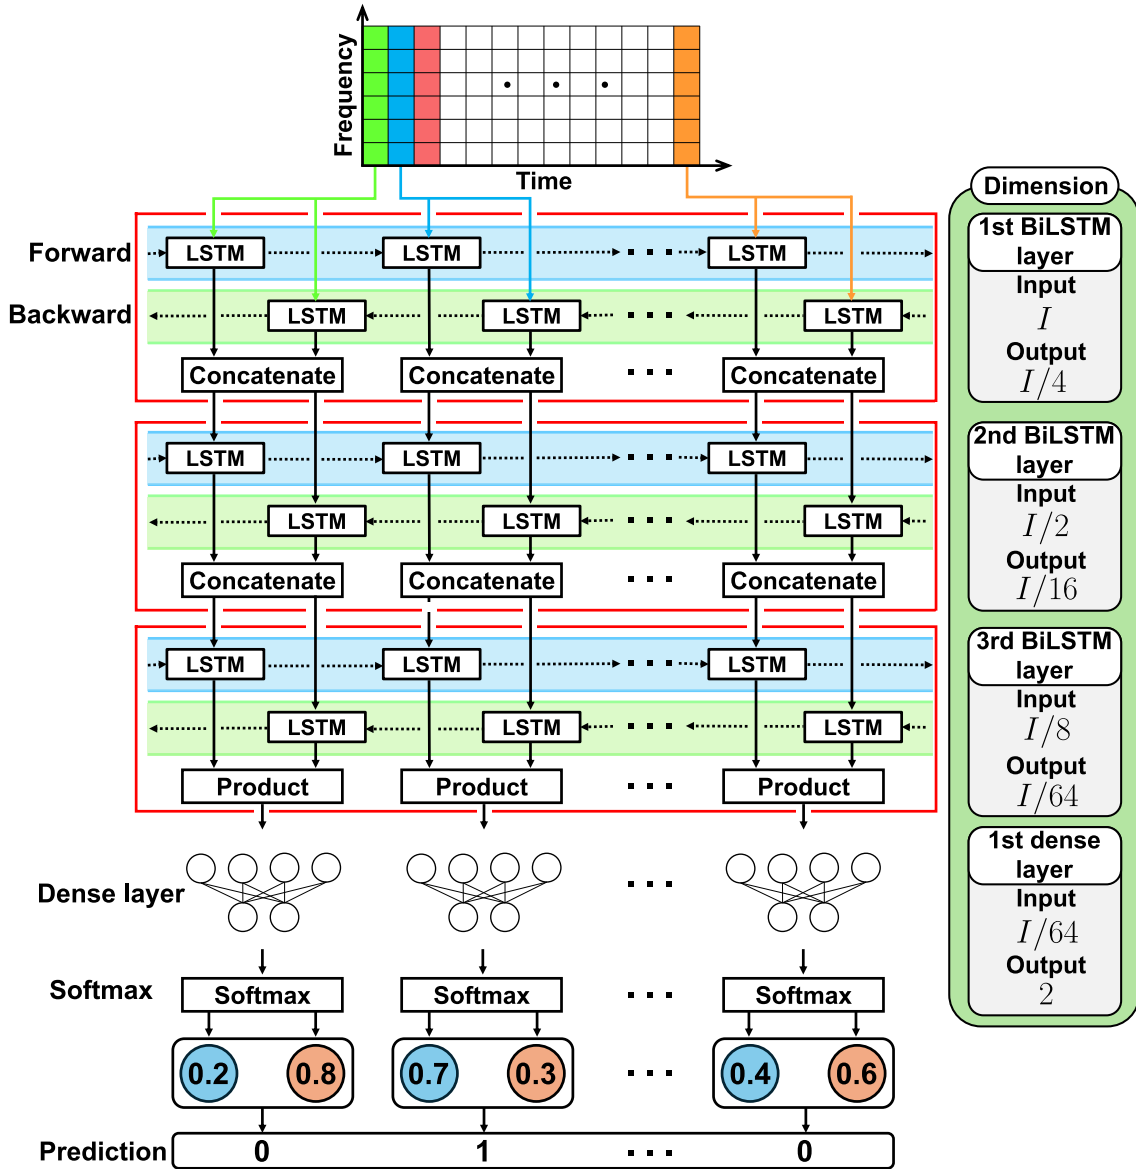 Frequency
Time
Dimension
Forward
LSTM LSTM LSTM
Backward
LSTM LSTM LSTM
Concatenate Concatenate Concatenate
1st BiLSTM
layer
Input
I
Output
I/4
LSTM LSTM LSTM
LSTM LSTM LSTM
Concatenate Concatenate Concatenate
2nd BiLSTM
layer
Input
I/2
Output
I/16
LSTM LSTM LSTM
LSTM LSTM LSTM
Product Product Product
3rd BiLSTM
layer
Input
I/8
Output
I/64
Dense layer
1st dense
layer
Input
I/64
Output
2
Softmax Softmax Softmax Softmax
0.2 0.8 0.7 0.3 0.4 0.6
Prediction 0 1 0